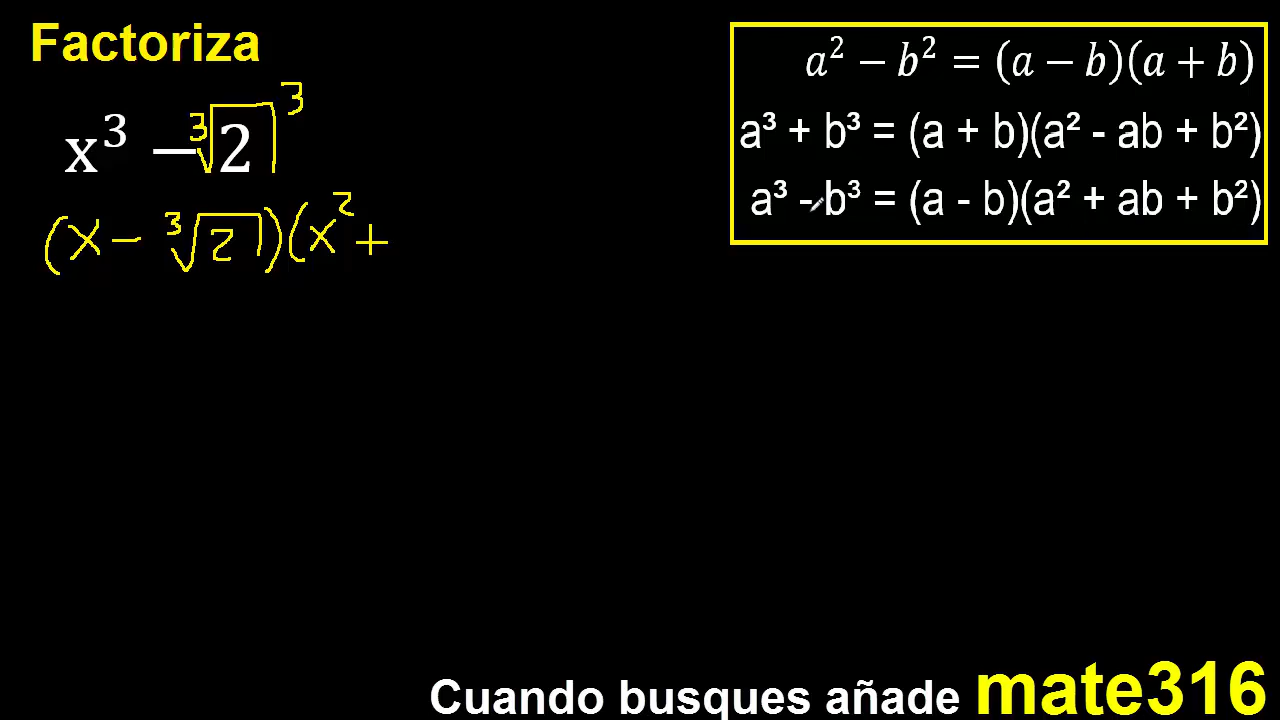 Factoriza
x³ − ∛2³
(x − ∛2)(x² +
a² − b² = (a − b)(a + b)
a³ + b³ = (a + b)(a² - ab + b²)
a³ - b³ = (a - b)(a² + ab + b²)
Cuando busques añade mate316